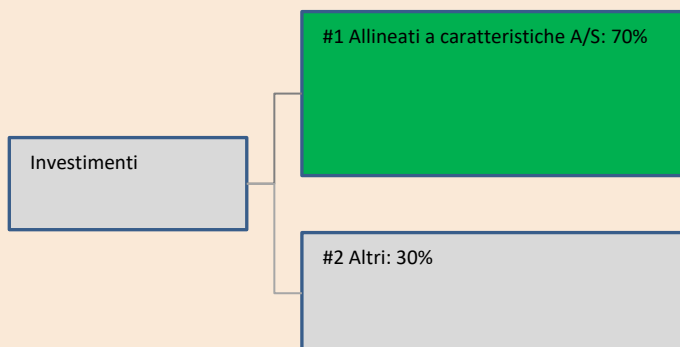 #1 Allineati a caratteristiche A/S: 70%
Investimenti
#2 Altri: 30%